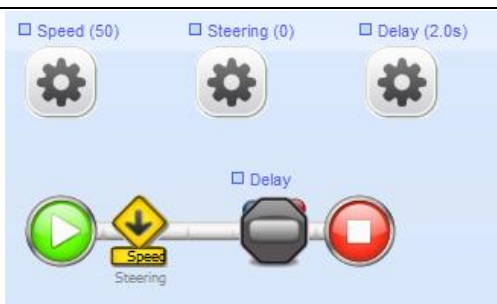 Speed (50) Steering (0) Delay (2.0s)
Delay
Speed
Steering